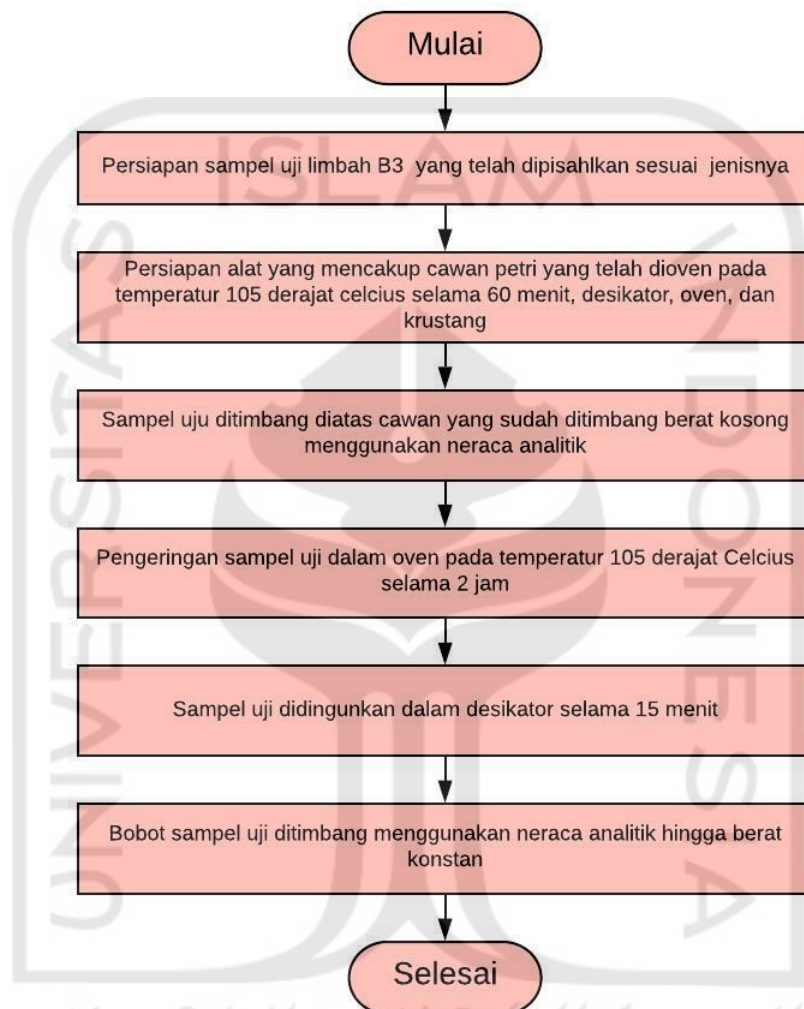 Mulai
Persiapan sampel uji limbah B3 yang telah dipisahlkan sesuai jenisnya
Persiapan alat yang mencakup cawan petri yang telah dioven pada
temperatur 105 derajat celcius selama 60 menit, desikator, oven, dan
krustang
Sampel uju ditimbang diatas cawan yang sudah ditimbang berat kosong
menggunakan neraca analitik
Pengeringan sampel uji dalam oven pada temperatur 105 derajat Celcius
selama 2 jam
Sampel uji didingunkan dalam desikator selama 15 menit
Bobot sampel uji ditimbang menggunakan neraca analitik hingga berat
konstan
Selesai
UNIVERSITAS
ISLAM
INDONESIA